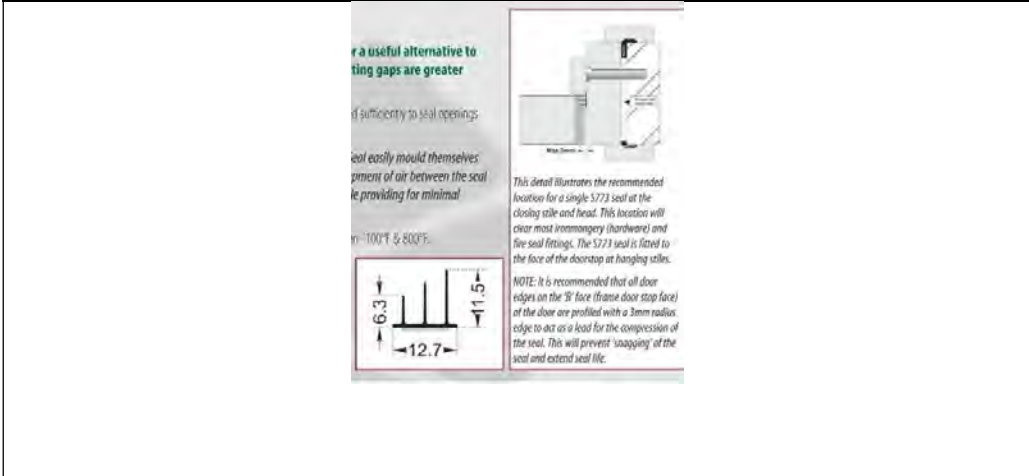 r a useful alternative to
ting gaps are greater
d sufficiently to seal openings
eal easily mould themselves
pment of air between the seal
le providing for minimal
n -100°F & 800°F.
6.3
11.5
12.7
Max 3mm
This detail illustrates the recommended
location for a single S773 seal at the
closing stile and head. This location will
clear most ironmongery (hardware) and
fire seal fittings. The S773 seal is fitted to
the face of the doorstop at hanging stiles.
NOTE: It is recommended that all door
edges on the 'B' face (frame door stop face)
of the door are profiled with a 3mm radius
edge to act as a lead for the compression of
the seal. This will prevent 'snagging' of the
seal and extend seal life.